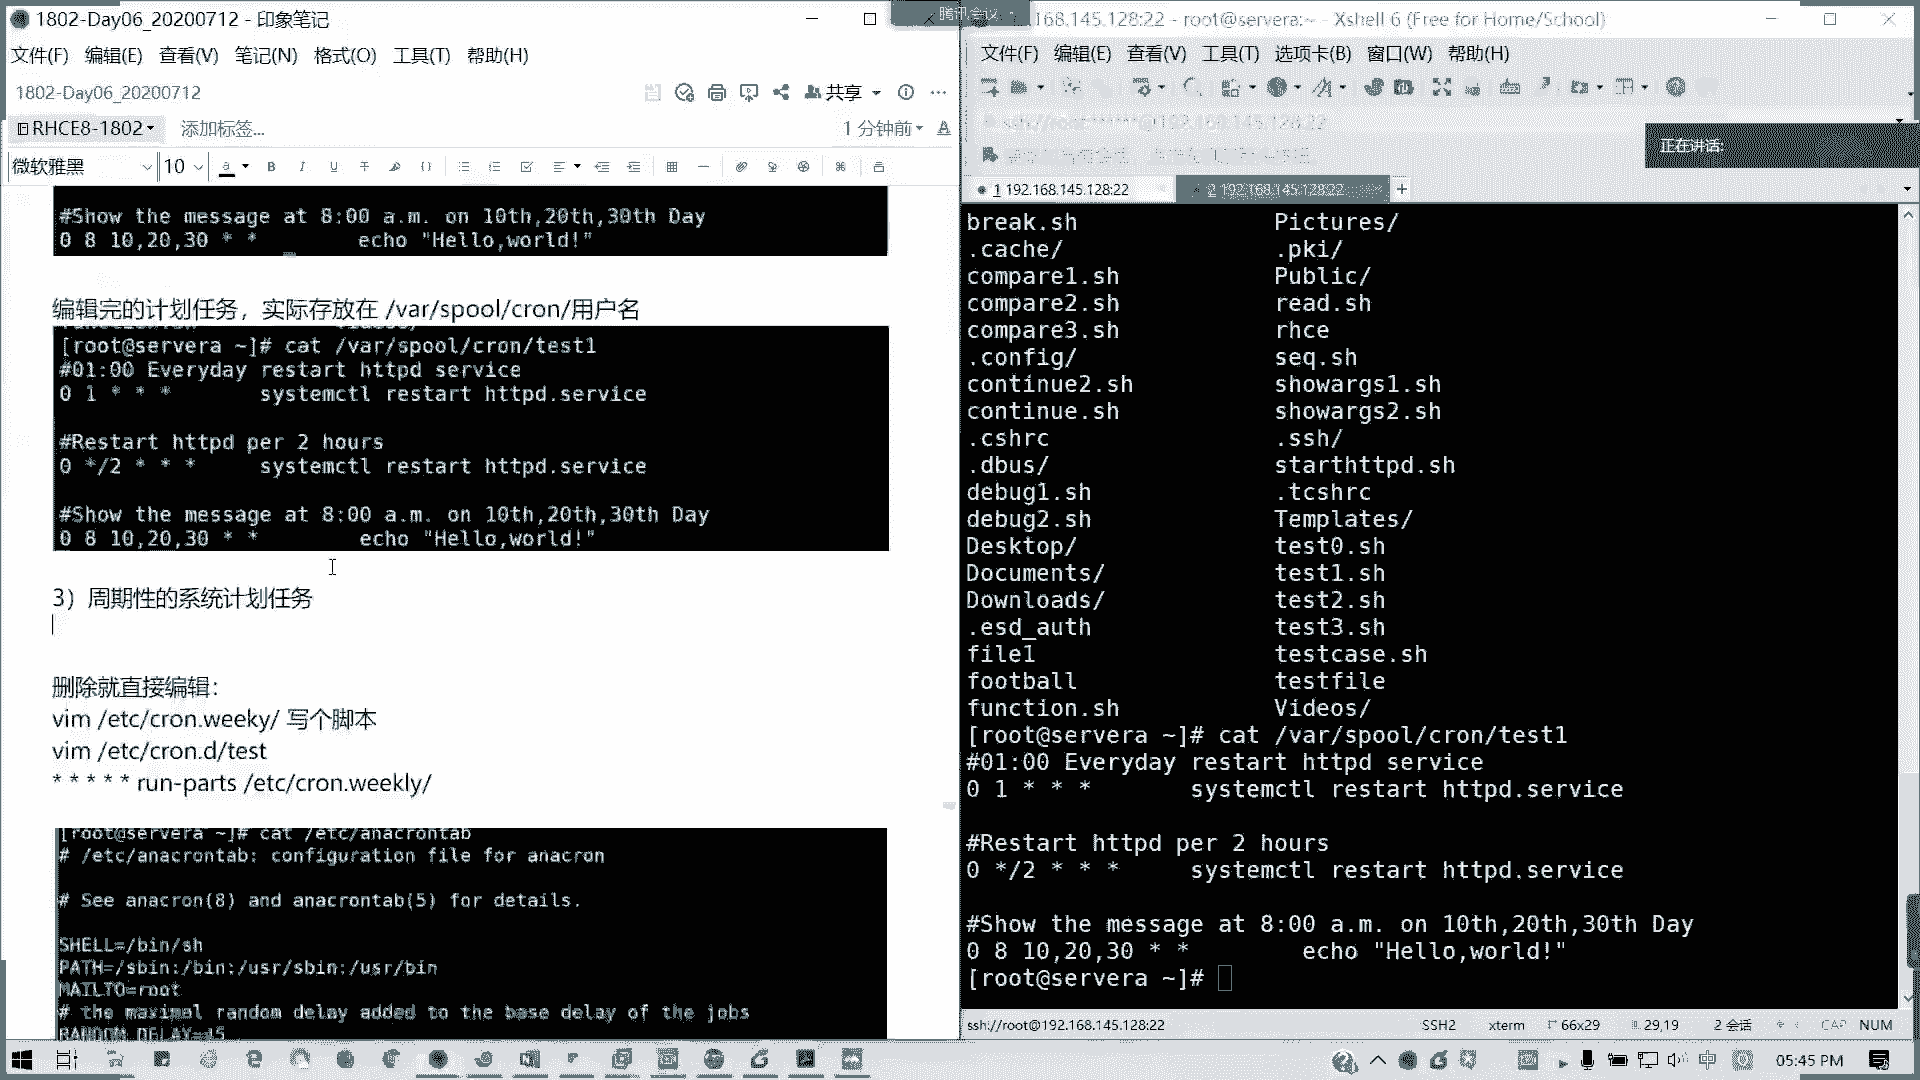 1802-Day06_20200712 - 印象笔记
文件(F) 编辑(E) 查看(V) 笔记(N) 格式(O) 工具(T) 帮助(H)
1802-Day06_20200712
共享
RHCE8-1802
添加标签...
1 分钟前
微软雅黑 10
#Show the message at 8:00 a.m. on 10th,20th,30th Day
0 8 10,20,30 * * echo "Hello,world!"
编辑完的计划任务，实际存放在 /var/spool/cron/用户名
[root@servera ~]# cat /var/spool/cron/test1
#01:00 Everyday restart httpd service
0 1 * * * systemctl restart httpd.service
#Restart httpd per 2 hours
0 */2 * * * systemctl restart httpd.service
#Show the message at 8:00 a.m. on 10th,20th,30th Day
0 8 10,20,30 * * echo "Hello,world!"
3）周期性的系统计划任务
删除就直接编辑：
vim /etc/cron.weeky/ 写个脚本
vim /etc/cron.d/test
* * * * * run-parts /etc/cron.weekly/
[root@servera ~]# cat /etc/anacrontab
# /etc/anacrontab: configuration file for anacron
# See anacron(8) and anacrontab(5) for details.
SHELL=/bin/sh
PATH=/sbin:/bin:/usr/sbin:/usr/bin
MAILTO=root
# the maximal random delay added to the base delay of the jobs
RANDOM_DELAY=45
腾讯会议
168.145.128:22 - root@servera:~ - Xshell 6 (Free for Home/School)
文件(F) 编辑(E) 查看(V) 工具(T) 选项卡(B) 窗口(W) 帮助(H)
正在讲话:
1 192.168.145.128:22
2 192.168.145.128:22
break.sh Pictures/
.cache/ .pki/
compare1.sh Public/
compare2.sh read.sh
compare3.sh rhce
.config/ seq.sh
continue2.sh showargs1.sh
continue.sh showargs2.sh
.cshrc .ssh/
.dbus/ starthttpd.sh
debug1.sh .tcshrc
debug2.sh Templates/
Desktop/ test0.sh
Documents/ test1.sh
Downloads/ test2.sh
.esd_auth test3.sh
file1 testcase.sh
football testfile
function.sh Videos/
[root@servera ~]# cat /var/spool/cron/test1
#01:00 Everyday restart httpd service
0 1 * * * systemctl restart httpd.service
#Restart httpd per 2 hours
0 */2 * * * systemctl restart httpd.service
#Show the message at 8:00 a.m. on 10th,20th,30th Day
0 8 10,20,30 * * echo "Hello,world!"
[root@servera ~]#
ssh://root@192.168.145.128:22 SSH2 xterm 66x29 29,19 2 会话 CAP NUM
中 05:45 PM